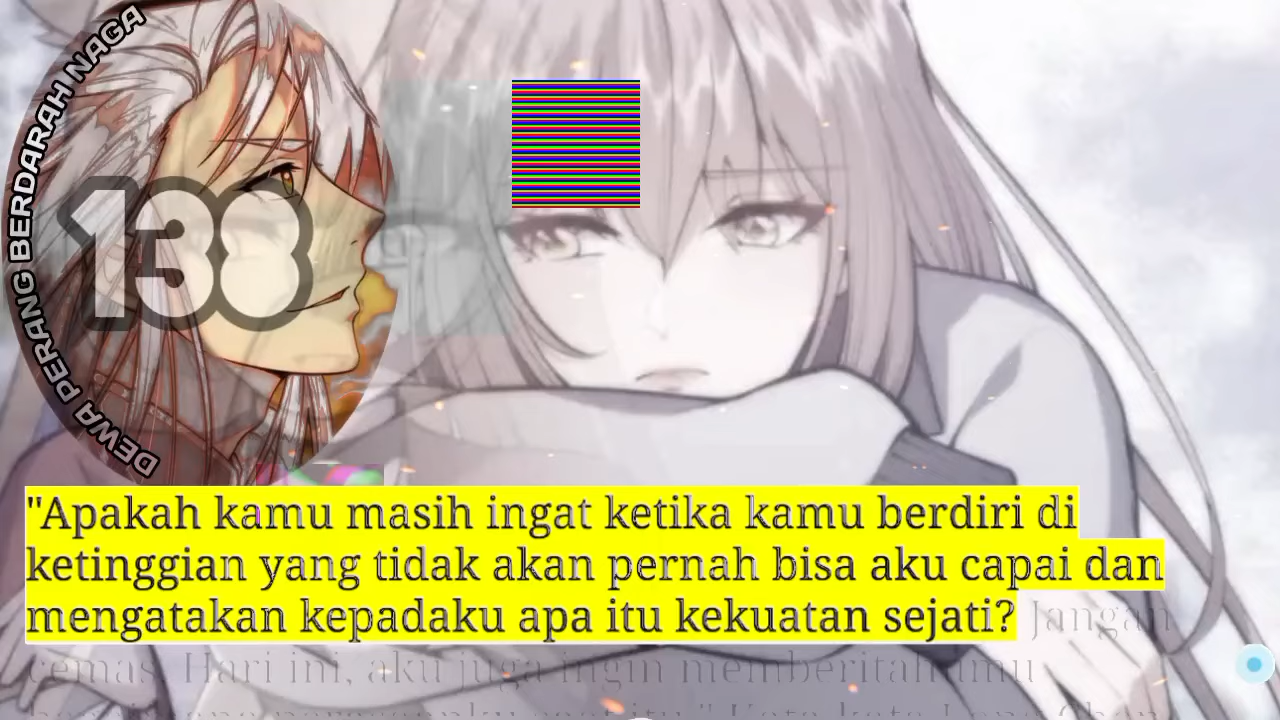 DEWA PERANG BERDARAH NAGA
138
"Apakah kamu masih ingat ketika kamu berdiri di
ketinggian yang tidak akan pernah bisa aku capai dan
mengatakan kepadaku apa itu kekuatan sejati? Jangan
cemas. Hari ini, aku juga ingin memberitahumu